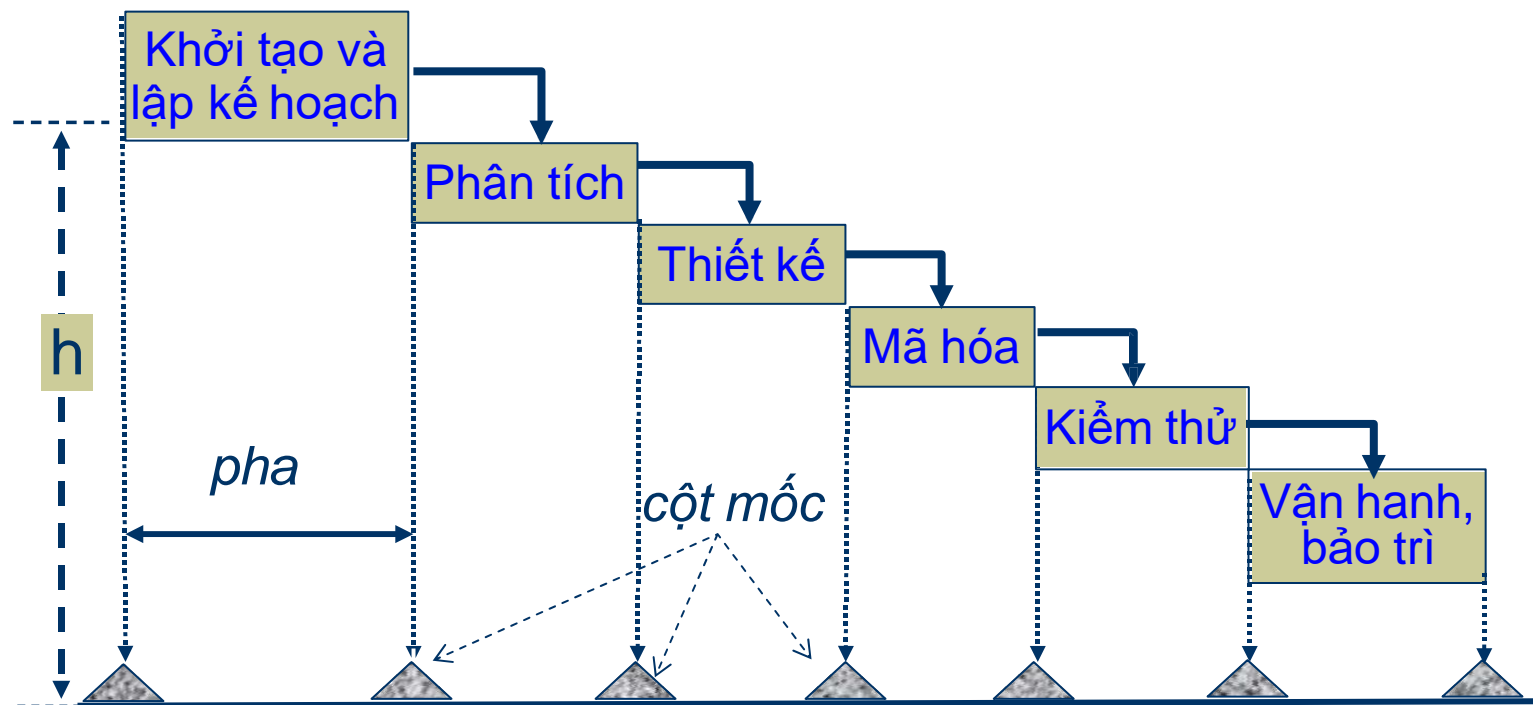 Khởi tạo và
lập kế hoạch
Phân tích
Thiết kế
h
Mã hóa
Kiểm thử
pha
cột mốc
Vận hanh,
bảo trì